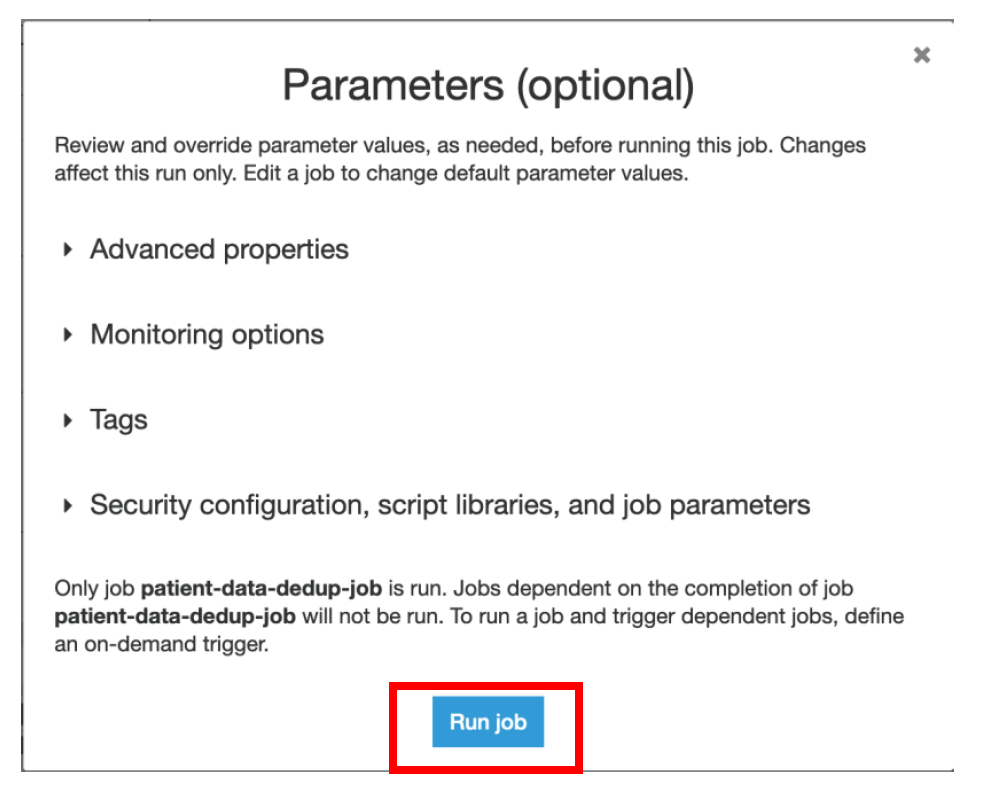 Parameters (optional)
Review and override parameter values, as needed, before running this job. Changes
affect this run only. Edit a job to change default parameter values.
Advanced properties
Monitoring options
Tags
Security configuration, script libraries, and job parameters
Only job patient-data-dedup-job is run. Jobs dependent on the completion of job
patient-data-dedup-job will not be run. To run a job and trigger dependent jobs, define
an on-demand trigger.
Run job